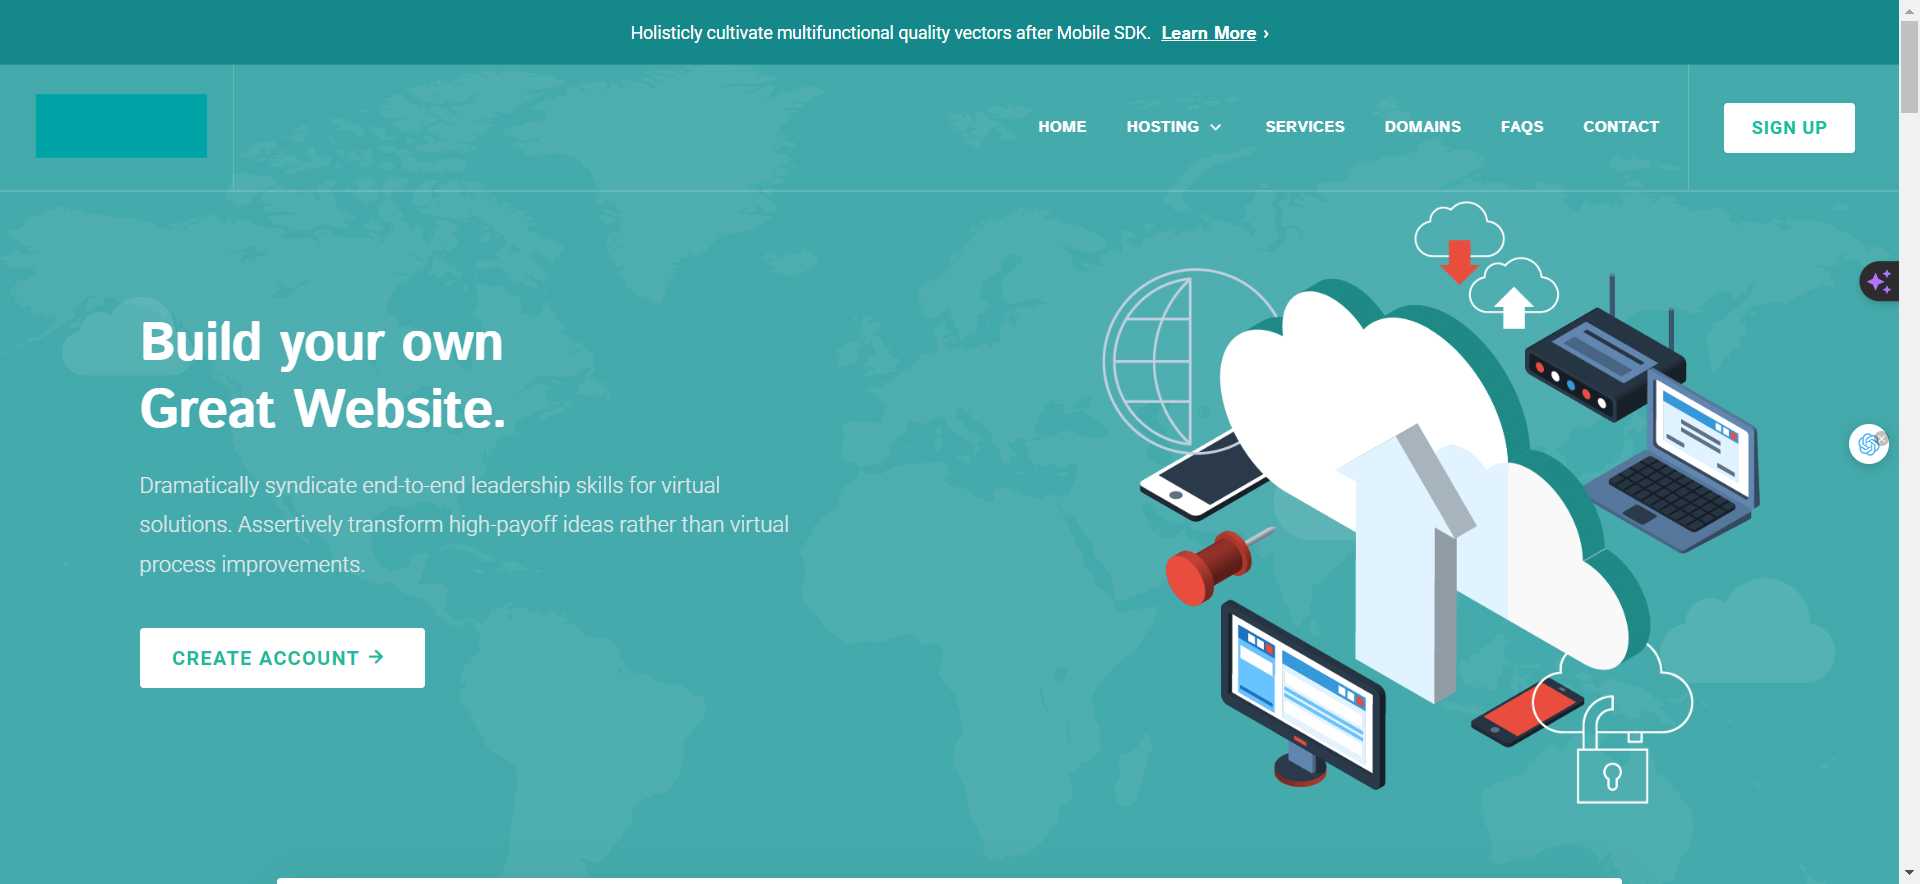 Holisticly cultivate multifunctional quality vectors after Mobile SDK. Learn More ›
HOME HOSTING SERVICES DOMAINS FAQS CONTACT SIGN UP
Build your own
Great Website.
Dramatically syndicate end-to-end leadership skills for virtual
solutions. Assertively transform high-payoff ideas rather than virtual
process improvements.
CREATE ACCOUNT →